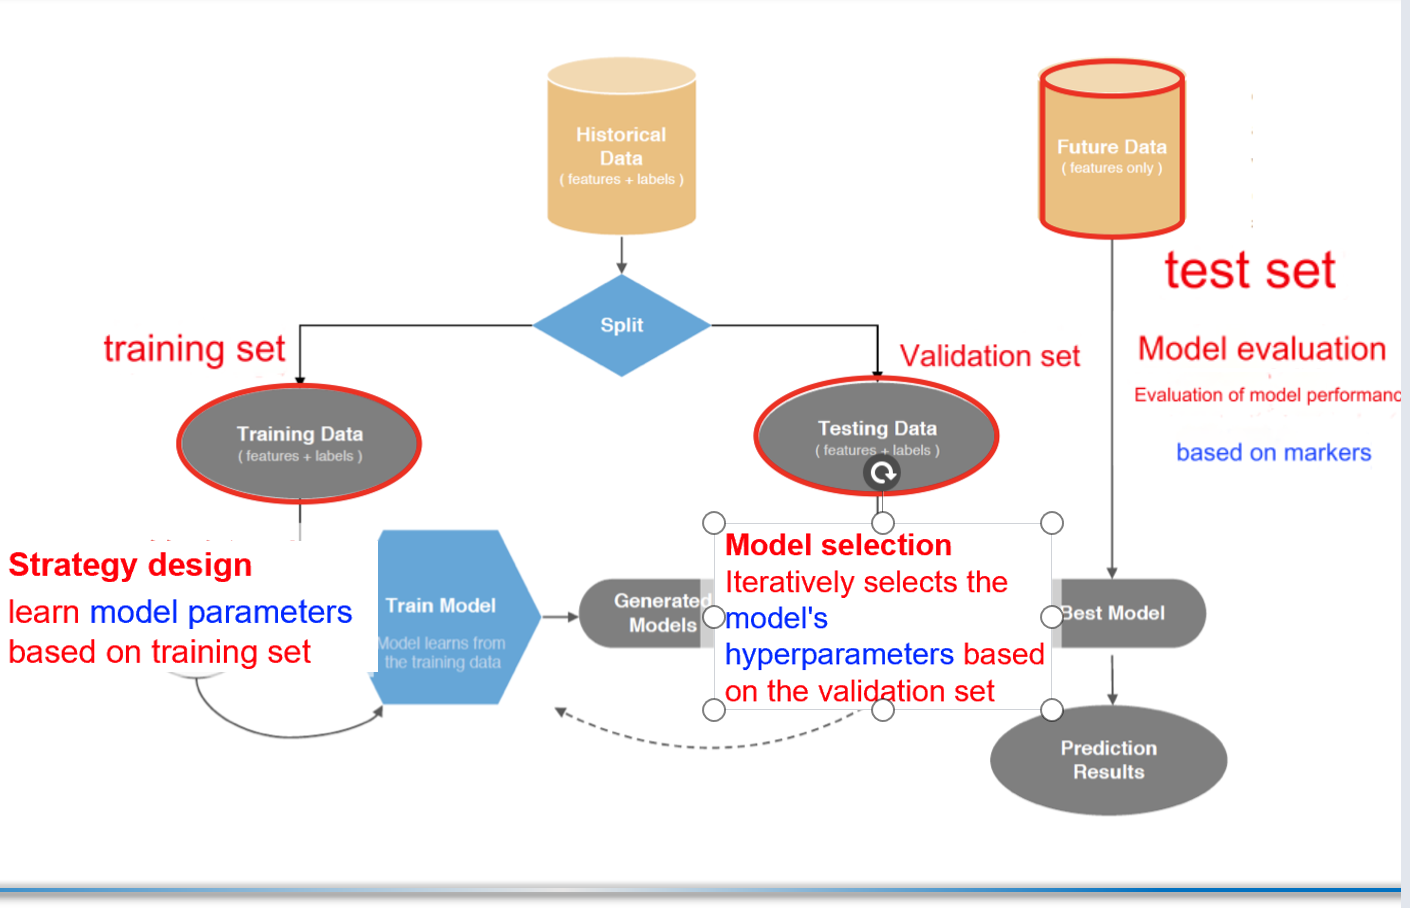 Historical
Data
( features + labels )
Future Data
( features only )
test set
Split
training set
Validation set
Model evaluation
Evaluation of model performanc
based on markers
Training Data
( features + labels )
Testing Data
( features + labels )
Strategy design
learn model parameters
based on training set
Train Model
Model learns from
the training data
Generated
Models
Model selection
Iteratively selects the
model's
hyperparameters based
on the validation set
Best Model
Prediction
Results